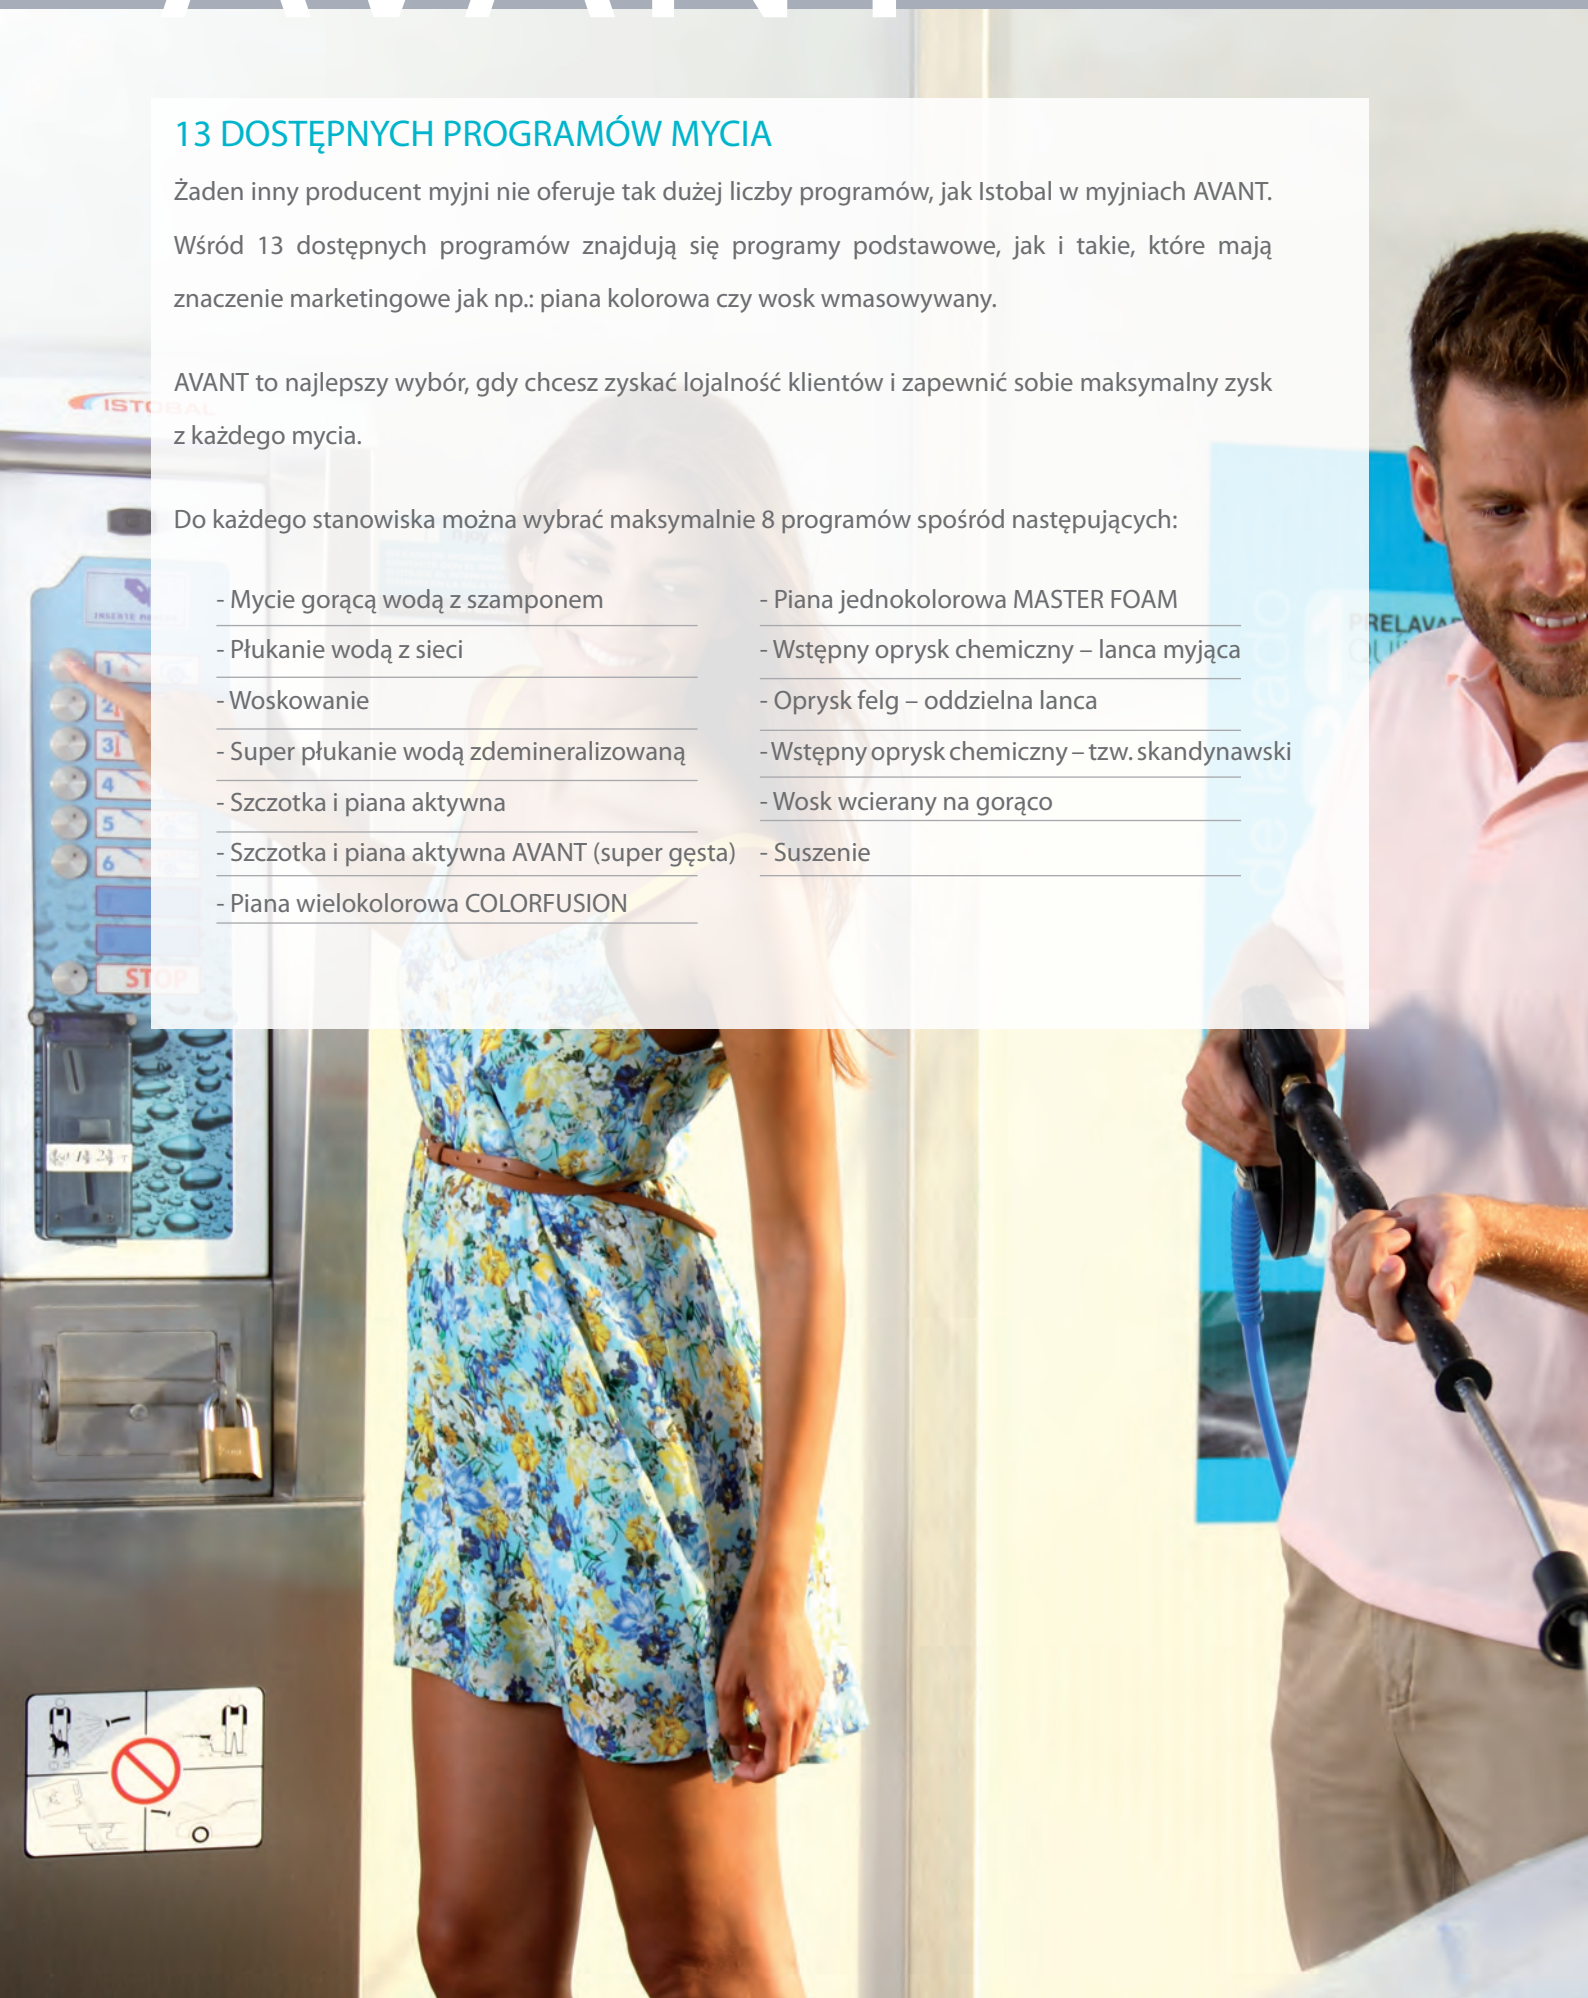 AVANT
13 DOSTĘPNYCH PROGRAMÓW MYCIA
Żaden inny producent myjni nie oferuje tak dużej liczby programów, jak Istobal w myjniach AVANT.
Wśród 13 dostępnych programów znajdują się programy podstawowe, jak i takie, które mają
znaczenie marketingowe jak np.: piana kolorowa czy wosk wmasowywany.
AVANT to najlepszy wybór, gdy chcesz zyskać lojalność klientów i zapewnić sobie maksymalny zysk
z każdego mycia.
Do każdego stanowiska można wybrać maksymalnie 8 programów spośród następujących:
- Mycie gorącą wodą z szamponem
- Płukanie wodą z sieci
- Woskowanie
- Super płukanie wodą zdemineralizowaną
- Szczotka i piana aktywna
- Szczotka i piana aktywna AVANT (super gęsta)
- Piana wielokolorowa COLORFUSION
- Piana jednokolorowa MASTER FOAM
- Wstępny oprysk chemiczny – lanca myjąca
- Oprysk felg – oddzielna lanca
- Wstępny oprysk chemiczny – tzw. skandynawski
- Wosk wcierany na gorąco
- Suszenie
ISTOBAL
1
2
3
4
5
6
7
8
STOP
de lavado
1